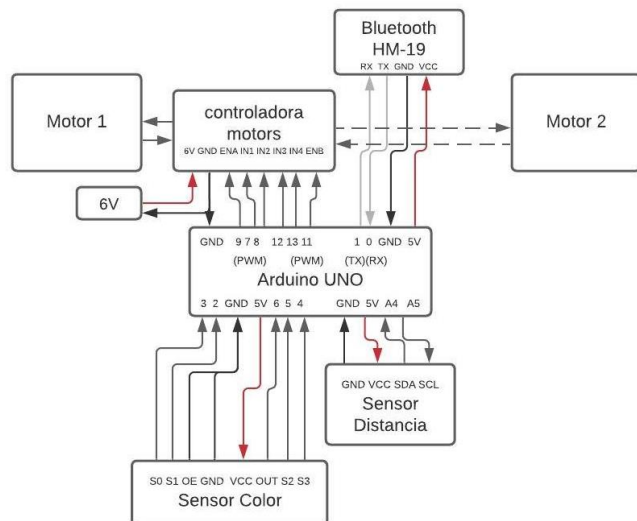 Bluetooth
HM-19
RX TX GND VCC
Motor 1
controladora
motors
6V GND ENA IN1 IN2 IN3 IN4 ENB
Motor 2
6V
GND 9 7 8 12 13 11 1 0 GND 5V
(PWM) (PWM) (TX)(RX)
Arduino UNO
3 2 GND 5V 6 5 4 GND 5V A4 A5
GND VCC SDA SCL
Sensor
Distancia
S0 S1 OE GND VCC OUT S2 S3
Sensor Color